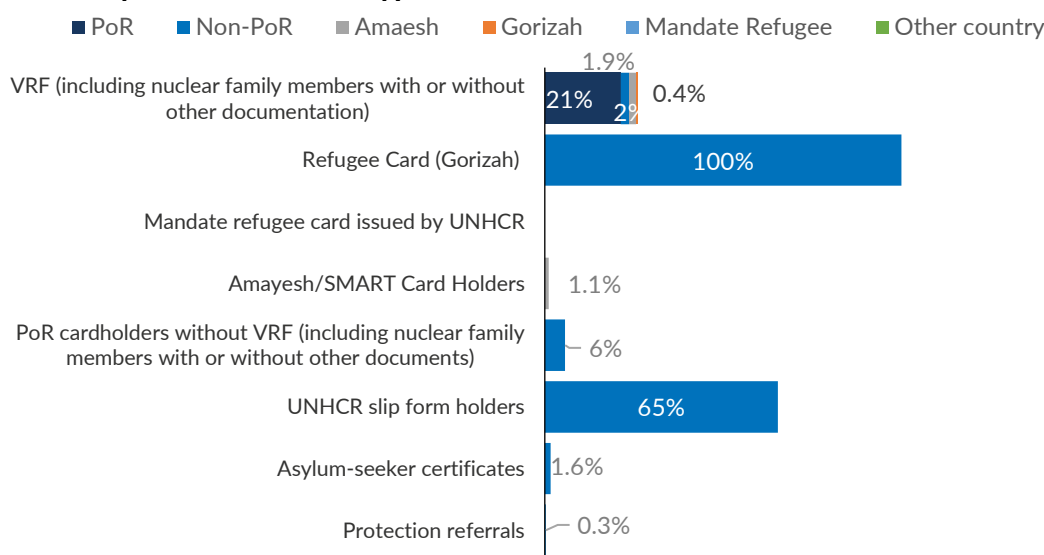 PoR Non-PoR Amaesh Gorizah Mandate Refugee Other country
1.9%
VRF (including nuclear family members with or without
other documentation)
21% 2% 0.4%
Refugee Card (Gorizah)
100%
Mandate refugee card issued by UNHCR
Amayesh/SMART Card Holders
1.1%
PoR cardholders without VRF (including nuclear family
members with or without other documents)
6%
UNHCR slip form holders
65%
Asylum-seeker certificates
1.6%
Protection referrals
0.3%